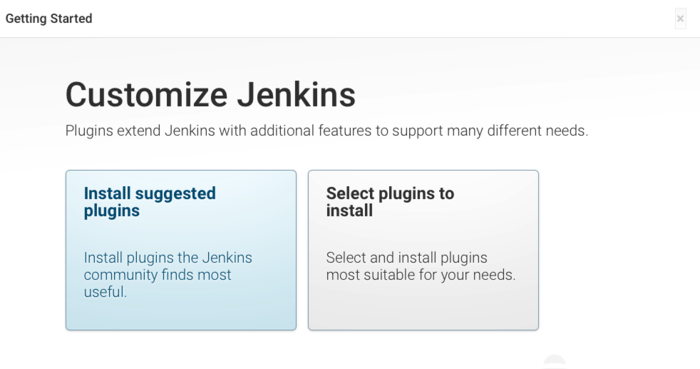 Getting Started
×
Customize Jenkins
Plugins extend Jenkins with additional features to support many different needs.
Install suggested
plugins
Install plugins the Jenkins
community finds most
useful.
Select plugins to
install
Select and install plugins
most suitable for your needs.